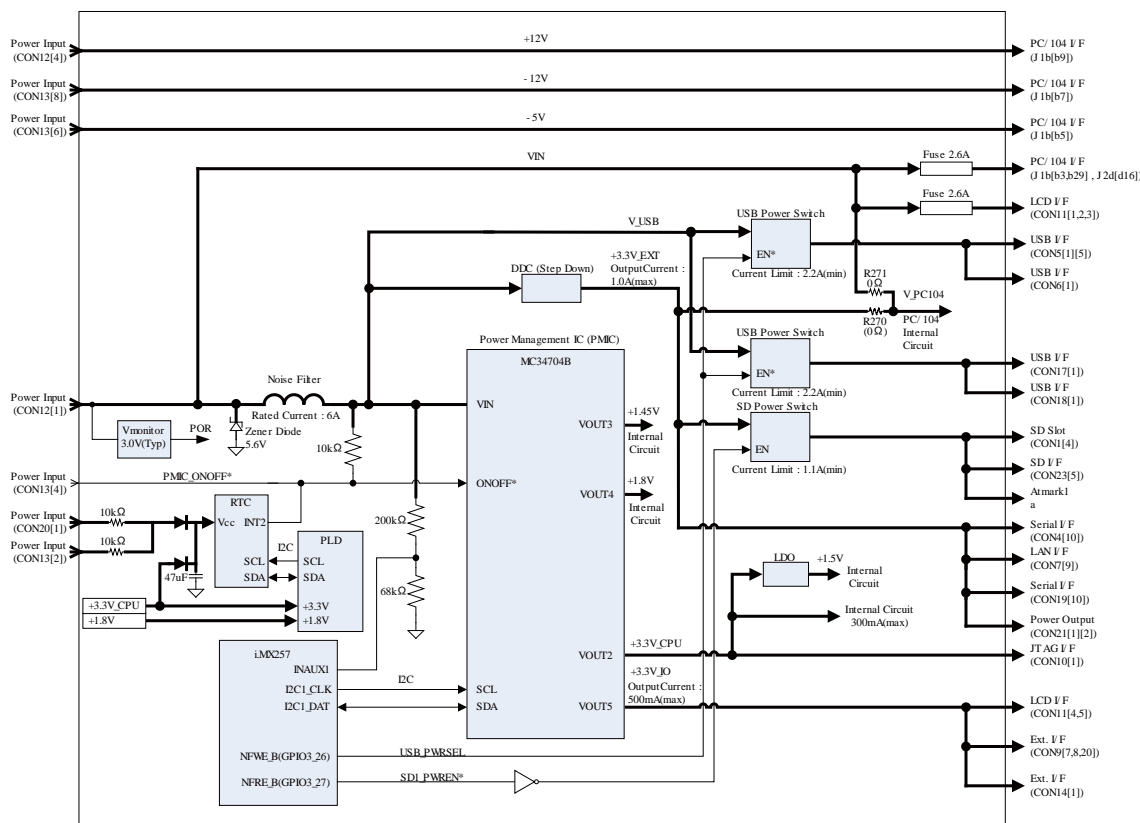 Power Input
(CON12[4])
+12V
PC/104 I/F
(J1b[b9])
Power Input
(CON13[8])
-12V
PC/104 I/F
(J1b[b7])
Power Input
(CON13[6])
-5V
PC/104 I/F
(J1b[b5])
VIN
Fuse 2.6A
PC/104 I/F
(J1b[b3,b29] , J2d[d16])
Fuse 2.6A
LCD I/F
(CON11[1,2,3])
V_USB
USB Power Switch
EN*
Current Limit : 2.2A(min)
USB I/F
(CON5[1][5])
USB I/F
(CON6[1])
DDC (Step Down)
+3.3V_EXT
OutputCurrent :
1.0A(max)
R271
0Ω
V_PC104
R270
(0Ω)
PC/104
Internal
Circuit
Power Management IC (PMIC)
MC34704B
VIN
ONOFF*
SCL
SDA
VOUT3
VOUT4
VOUT2
VOUT5
USB Power Switch
EN*
Current Limit : 2.2A(min)
USB I/F
(CON17[1])
USB I/F
(CON18[1])
Power Input
(CON12[1])
Noise Filter
Rated Current : 6A
Vmonitor
3.0V(Typ)
POR
Zener Diode
5.6V
10kΩ
+1.45V
Internal
Circuit
SD Power Switch
EN
Current Limit : 1.1A(min)
SD Slot
(CON1[4])
SD I/F
(CON23[5])
Atmark1
a
Power Input
(CON13[4])
PMIC_ONOFF*
+1.8V
Internal
Circuit
Power Input
(CON20[1])
10kΩ
Power Input
(CON13[2])
10kΩ
RTC
Vcc
INT2
SCL
SDA
I2C
PLD
SCL
SDA
+3.3V
+1.8V
47uF
+3.3V_CPU
+1.8V
200kΩ
68kΩ
Serial I/F
(CON4[10])
LAN I/F
(CON7[9])
Serial I/F
(CON19[10])
Power Output
(CON21[1][2])
LDO
+1.5V
Internal
Circuit
Internal Circuit
300mA(max)
+3.3V_CPU
JTAG I/F
(CON10[1])
i.MX257
INAUX1
I2C1_CLK
I2C1_DAT
NFWE_B(GPIO3_26)
NFRE_B(GPIO3_27)
I2C
USB_PWRSEL
SD1_PWREN*
+3.3V_IO
OutputCurrent :
500mA(max)
LCD I/F
(CON11[4,5])
Ext. I/F
(CON9[7,8,20])
Ext. I/F
(CON14[1])